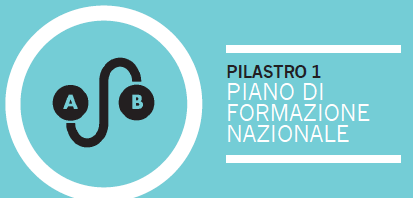 A
B
PILASTRO 1
PIANO DI
FORMAZIONE
NAZIONALE